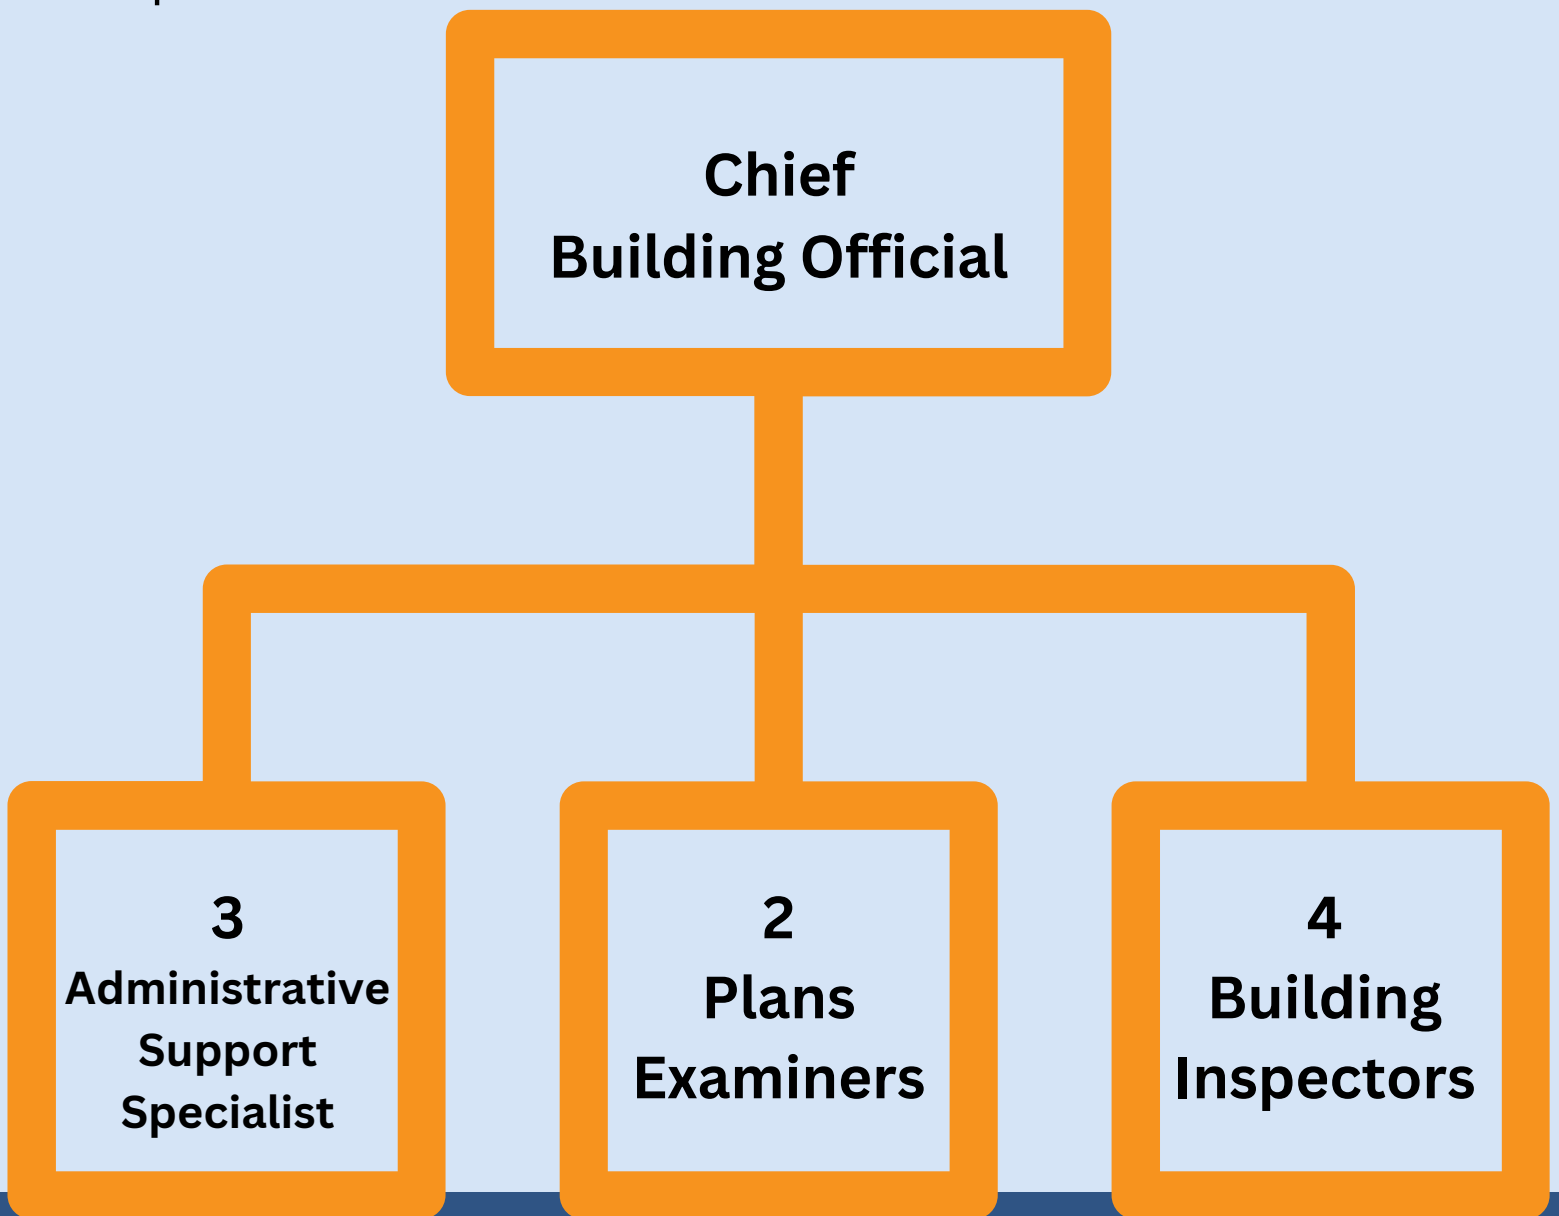 Chief
Building Official
3
Administrative
Support
Specialist
2
Plans
Examiners
4
Building
Inspectors